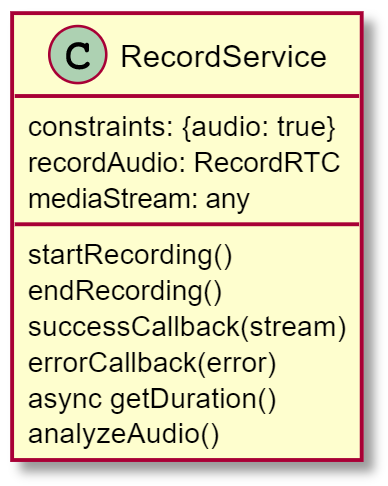 C RecordService
constraints: {audio: true}
recordAudio: RecordRTC
mediaStream: any
startRecording()
endRecording()
successCallback(stream)
errorCallback(error)
async getDuration()
analyzeAudio()